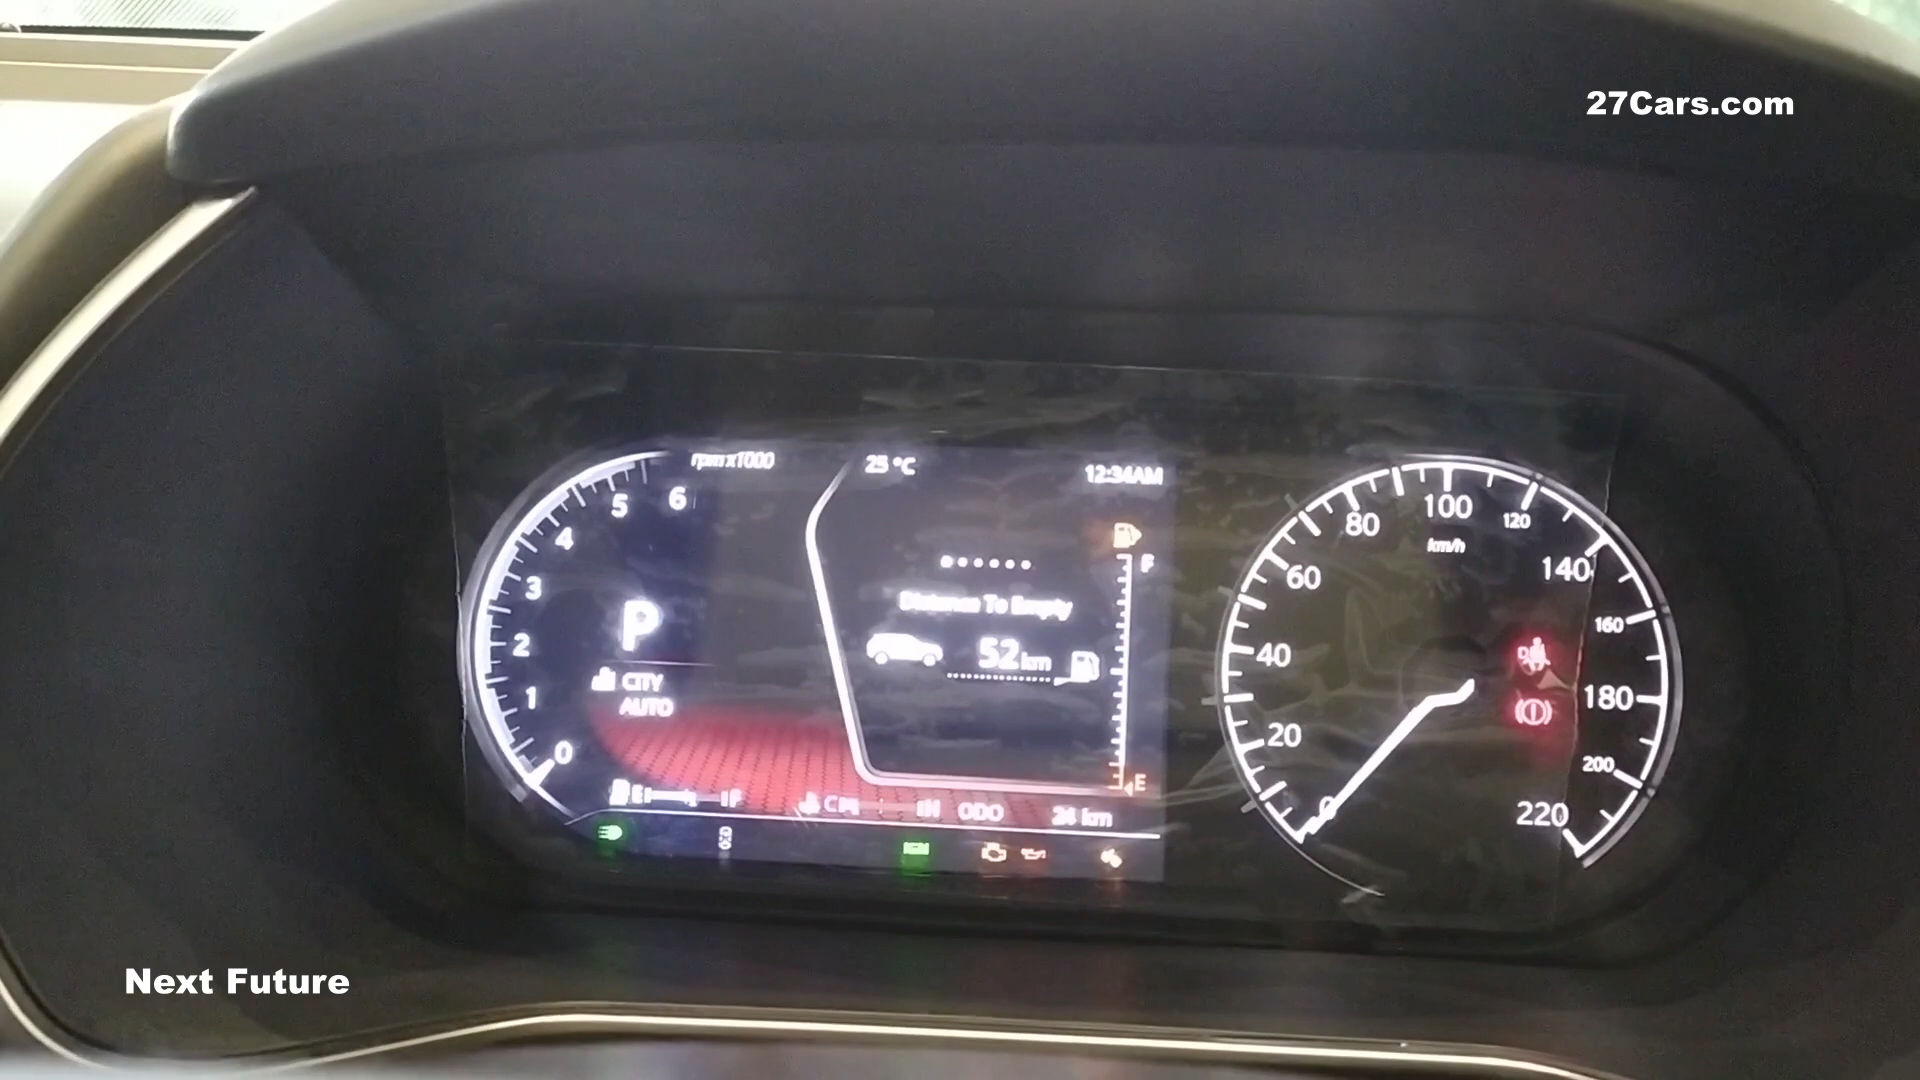 27Cars.com
rpm x1000
25 °C
12:34AM
6
5
4
3
2
1
0
P
CITY
AUTO
Distance To Empty
52 km
F
E
E F
ODO 24 km
km/h
0
20
40
60
80
100
120
140
160
180
200
220
Next Future